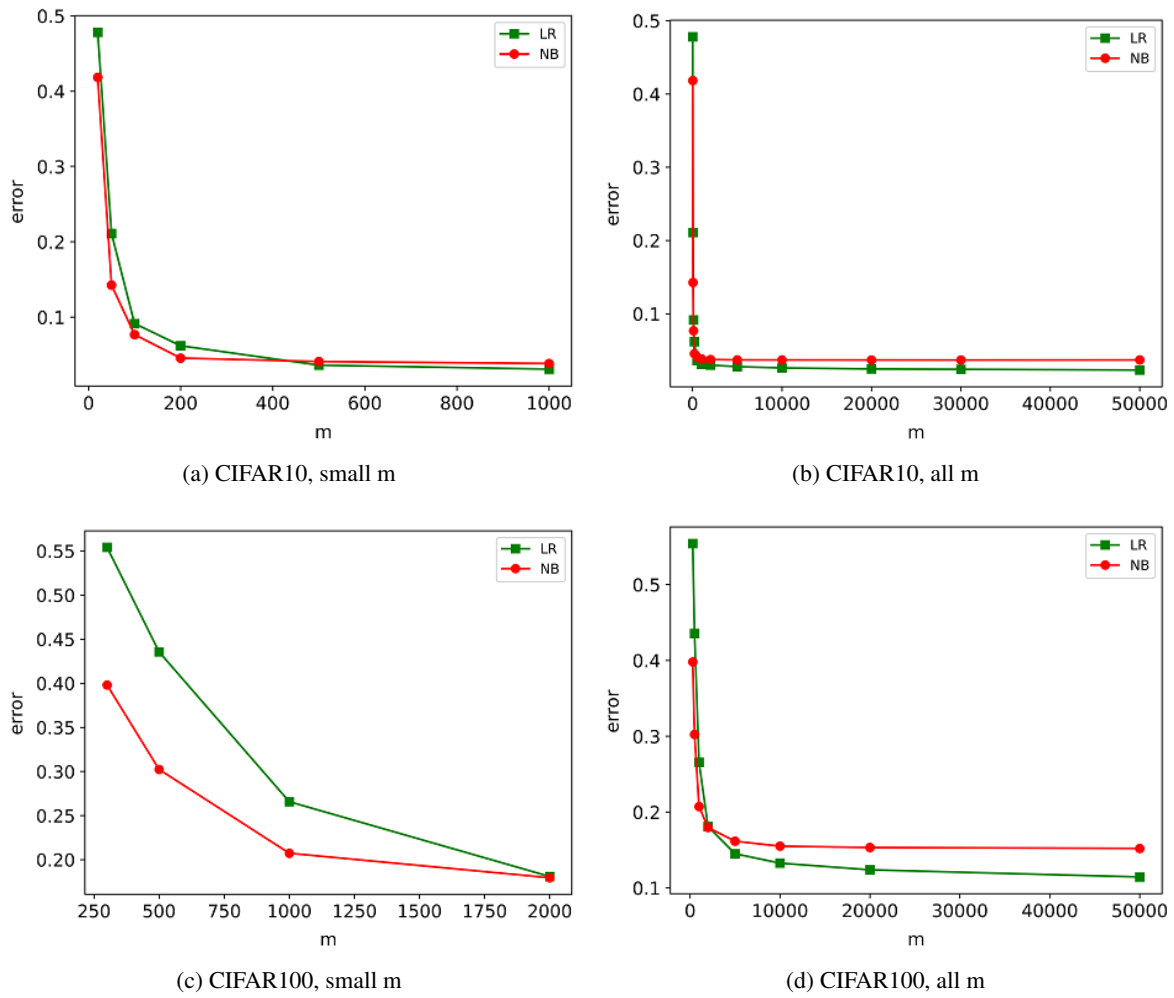 0.5
0.4
0.3
0.2
0.1
error
0 200 400 600 800 1000
m
LR
NB
(a) CIFAR10, small m
0.5
0.4
0.3
0.2
0.1
error
0 10000 20000 30000 40000 50000
m
LR
NB
(b) CIFAR10, all m
0.55
0.50
0.45
0.40
0.35
0.30
0.25
0.20
error
250 500 750 1000 1250 1500 1750 2000
m
LR
NB
(c) CIFAR100, small m
0.5
0.4
0.3
0.2
0.1
error
0 10000 20000 30000 40000 50000
m
LR
NB
(d) CIFAR100, all m